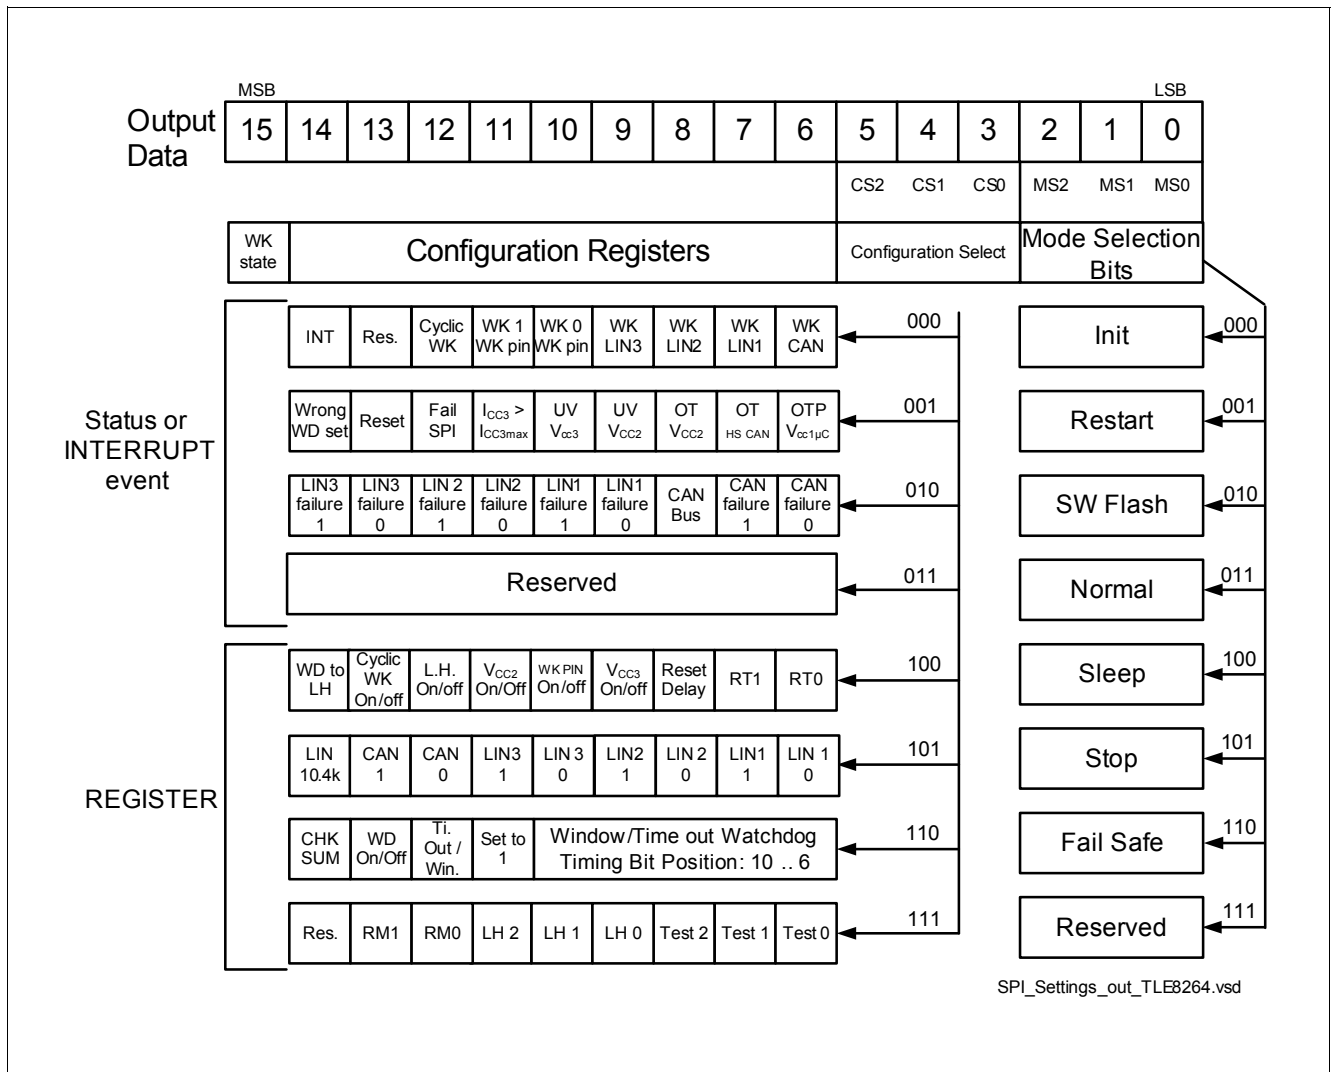 MSB LSB
Output Data 15 14 13 12 11 10 9 8 7 6 5 4 3 2 1 0
CS2 CS1 CS0 MS2 MS1 MS0
WK state Configuration Registers Configuration Select Mode Selection Bits
Status or INTERRUPT event
INT Res. Cyclic WK WK 1 WK pin WK 0 WK pin WK LIN3 WK LIN2 WK LIN1 WK CAN 000 Init 000
Wrong WD set Reset Fail SPI ICC3 > ICC3max UV Vcc3 UV VCC2 OT VCC2 OT HS CAN OTP Vcc1µC 001 Restart 001
LIN3 failure 1 LIN3 failure 0 LIN 2 failure 1 LIN2 failure 0 LIN1 failure 1 LIN1 failure 0 CAN Bus CAN failure 1 CAN failure 0 010 SW Flash 010
Reserved 011 Normal 011
REGISTER
WD to LH Cyclic WK On/off L.H. On/off VCC2 On/Off WK PIN On/off VCC3 On/off Reset Delay RT1 RT0 100 Sleep 100
LIN 10.4k CAN 1 CAN 0 LIN3 1 LIN 3 0 LIN2 1 LIN 2 0 LIN1 1 LIN 1 0 101 Stop 101
CHK SUM WD On/Off Ti. Out / Win. Set to 1 Window/Time out Watchdog Timing Bit Position: 10 .. 6 110 Fail Safe 110
Res. RM1 RM0 LH 2 LH 1 LH 0 Test 2 Test 1 Test 0 111 Reserved 111
SPI_Settings_out_TLE8264.vsd